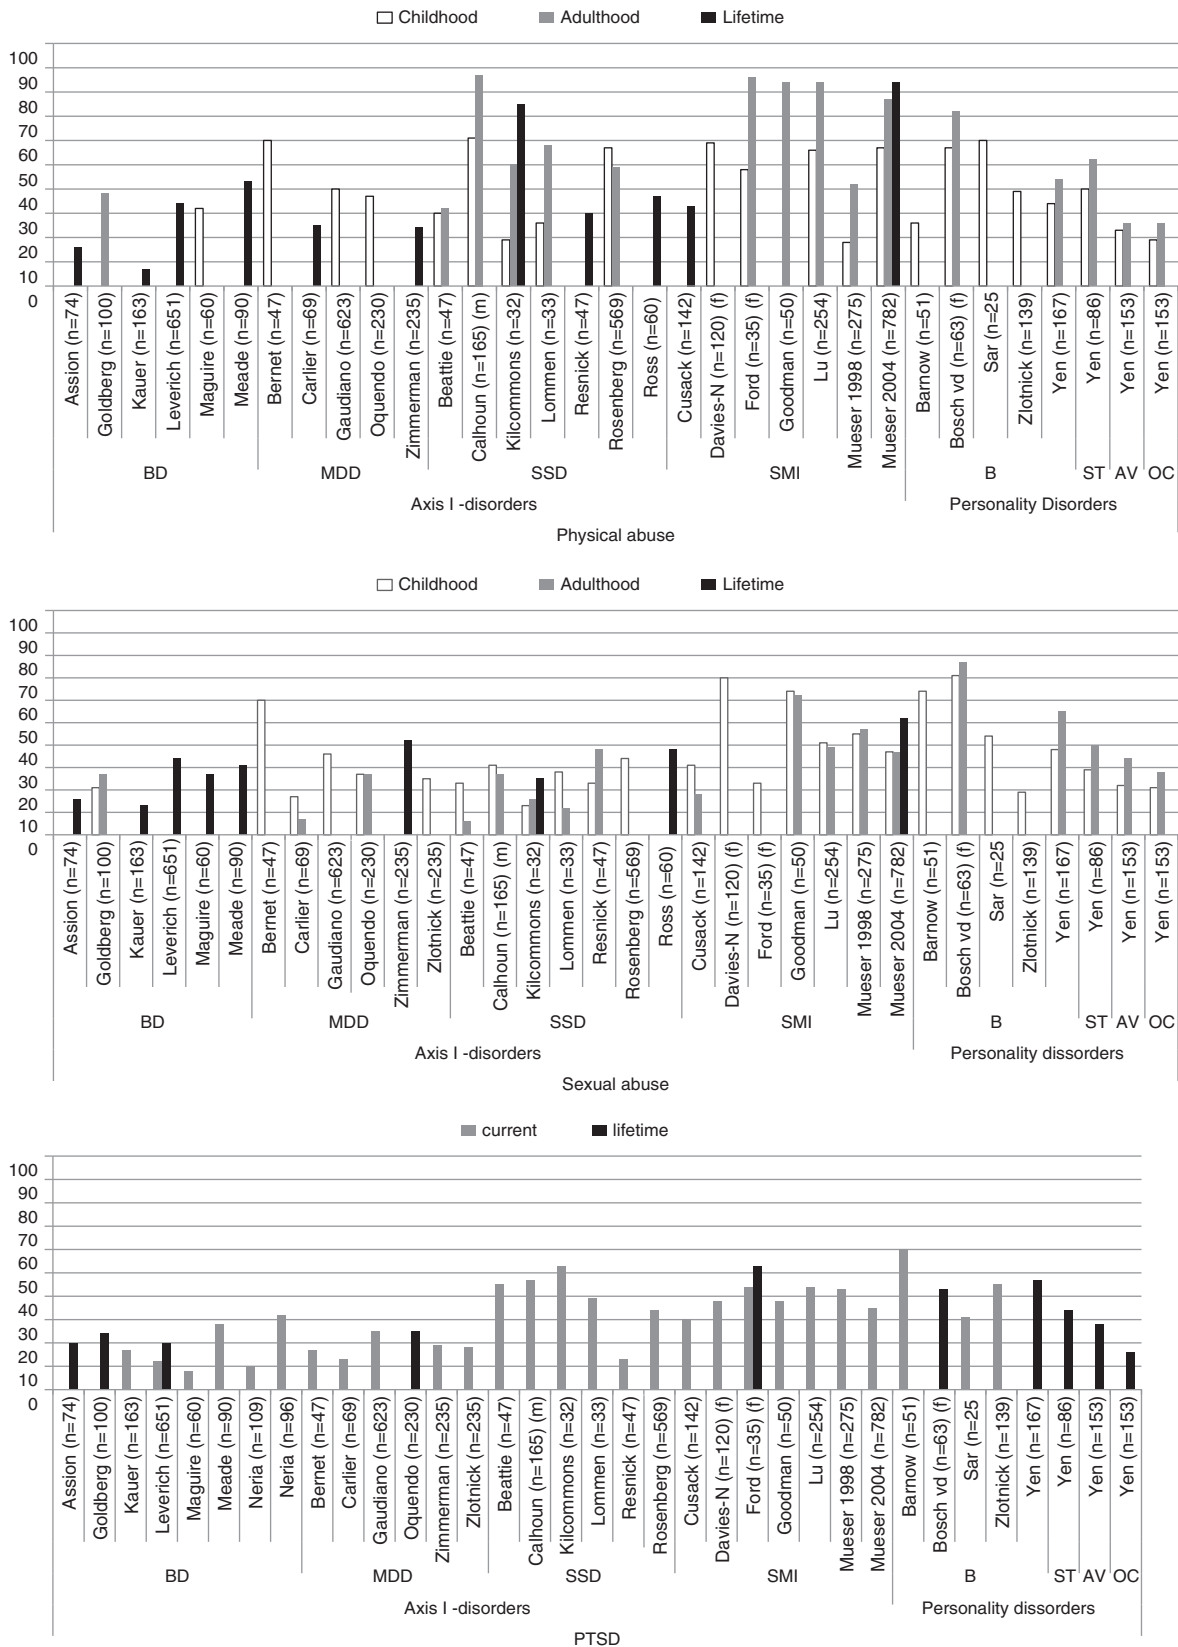 Childhood Adulthood Lifetime
100
90
80
70
60
50
40
30
20
10
0
Assion (n=74)
Goldberg (n=100)
Kauer (n=163)
Leverich (n=651)
Maguire (n=60)
Meade (n=90)
Bernet (n=47)
Carlier (n=69)
Gaudiano (n=623)
Oquendo (n=230)
Zimmerman (n=235)
Beattie (n=47)
Calhoun (n=165) (m)
Kilcommons (n=32)
Lommen (n=33)
Resnick (n=47)
Rosenberg (n=569)
Ross (n=60)
Cusack (n=142)
Davies-N (n=120) (f)
Ford (n=35) (f)
Goodman (n=50)
Lu (n=254)
Mueser 1998 (n=275)
Mueser 2004 (n=782)
Barnow (n=51)
Bosch vd (n=63) (f)
Sar (n=25
Zlotnick (n=139)
Yen (n=167)
Yen (n=86)
Yen (n=153)
Yen (n=153)
BD MDD SSD SMI B ST AV OC
Axis I -disorders Personality Disorders
Physical abuse
Childhood Adulthood Lifetime
100
90
80
70
60
50
40
30
20
10
0
Assion (n=74)
Goldberg (n=100)
Kauer (n=163)
Leverich (n=651)
Maguire (n=60)
Meade (n=90)
Bernet (n=47)
Carlier (n=69)
Gaudiano (n=623)
Oquendo (n=230)
Zimmerman (n=235)
Zlotnick (n=235)
Beattie (n=47)
Calhoun (n=165) (m)
Kilcommons (n=32)
Lommen (n=33)
Resnick (n=47)
Rosenberg (n=569)
Ross (n=60)
Cusack (n=142)
Davies-N (n=120) (f)
Ford (n=35) (f)
Goodman (n=50)
Lu (n=254)
Mueser 1998 (n=275)
Mueser 2004 (n=782)
Barnow (n=51)
Bosch vd (n=63) (f)
Sar (n=25
Zlotnick (n=139)
Yen (n=167)
Yen (n=86)
Yen (n=153)
Yen (n=153)
BD MDD SSD SMI B ST AV OC
Axis I -disorders Personality dissorders
Sexual abuse
current lifetime
100
90
80
70
60
50
40
30
20
10
0
Assion (n=74)
Goldberg (n=100)
Kauer (n=163)
Leverich (n=651)
Maguire (n=60)
Meade (n=90)
Neria (n=109)
Neria (n=96)
Bernet (n=47)
Carlier (n=69)
Gaudiano (n=623)
Oquendo (n=230)
Zimmerman (n=235)
Zlotnick (n=235)
Beattie (n=47)
Calhoun (n=165) (m)
Kilcommons (n=32)
Lommen (n=33)
Resnick (n=47)
Rosenberg (n=569)
Cusack (n=142)
Davies-N (n=120) (f)
Ford (n=35) (f)
Goodman (n=50)
Lu (n=254)
Mueser 1998 (n=275)
Mueser 2004 (n=782)
Barnow (n=51)
Bosch vd (n=63) (f)
Sar (n=25
Zlotnick (n=139)
Yen (n=167)
Yen (n=86)
Yen (n=153)
Yen (n=153)
BD MDD SSD SMI B ST AV OC
Axis I -disorders Personality dissorders
PTSD